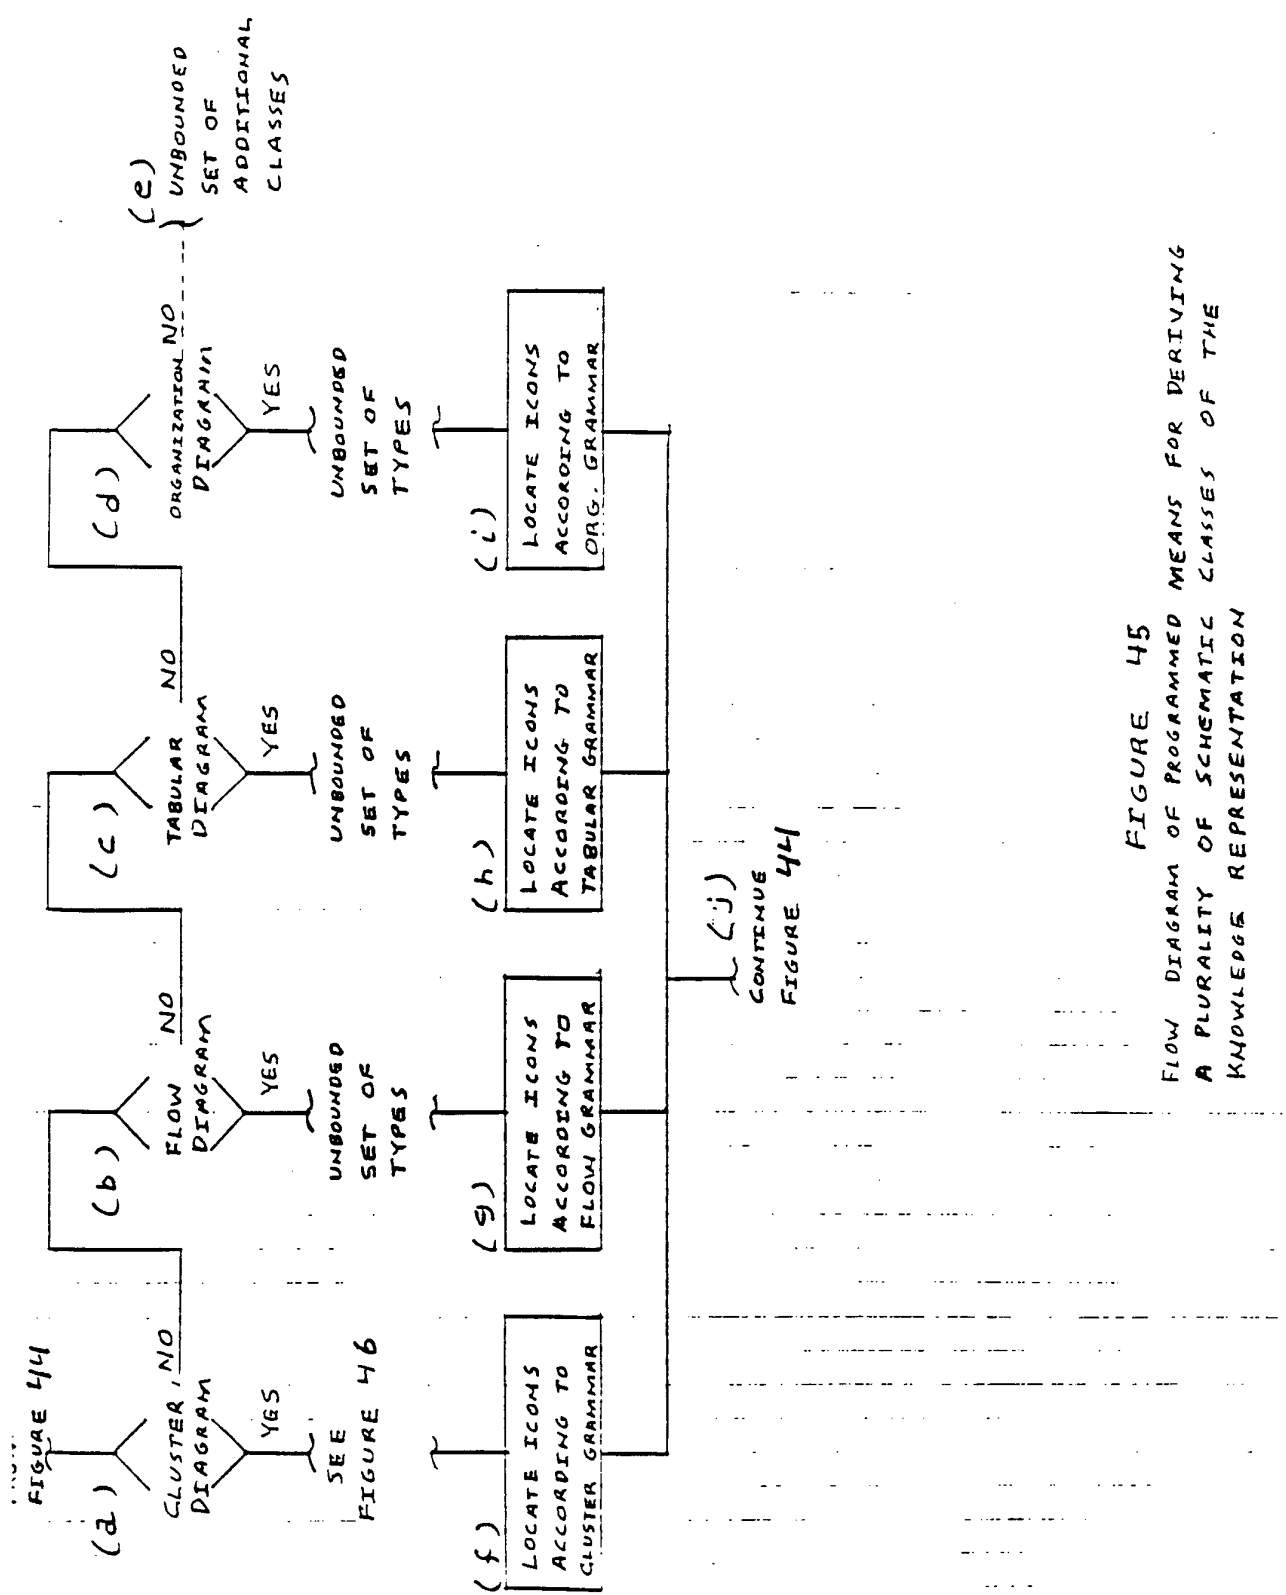 FIGURE 44
(a)
CLUSTER
DIAGRAM
NO
YES
SEE
FIGURE 46
(f)
LOCATE ICONS
ACCORDING TO
CLUSTER GRAMMAR
(b)
FLOW
DIAGRAM
NO
YES
UNBOUNDED
SET OF
TYPES
(g)
LOCATE ICONS
ACCORDING TO
FLOW GRAMMAR
(c)
TABULAR
DIAGRAM
NO
YES
UNBOUNDED
SET OF
TYPES
(h)
LOCATE ICONS
ACCORDING TO
TABULAR GRAMMAR
(d)
ORGANIZATION
DIAGRAM
NO
YES
UNBOUNDED
SET OF
TYPES
(i)
LOCATE ICONS
ACCORDING TO
ORG. GRAMMAR
(e)
UNBOUNDED
SET OF
ADDITIONAL
CLASSES
(j)
CONTINUE
FIGURE 44
FIGURE 45
FLOW DIAGRAM OF PROGRAMMED MEANS FOR DERIVING
A PLURALITY OF SCHEMATIC CLASSES OF THE
KNOWLEDGE REPRESENTATION